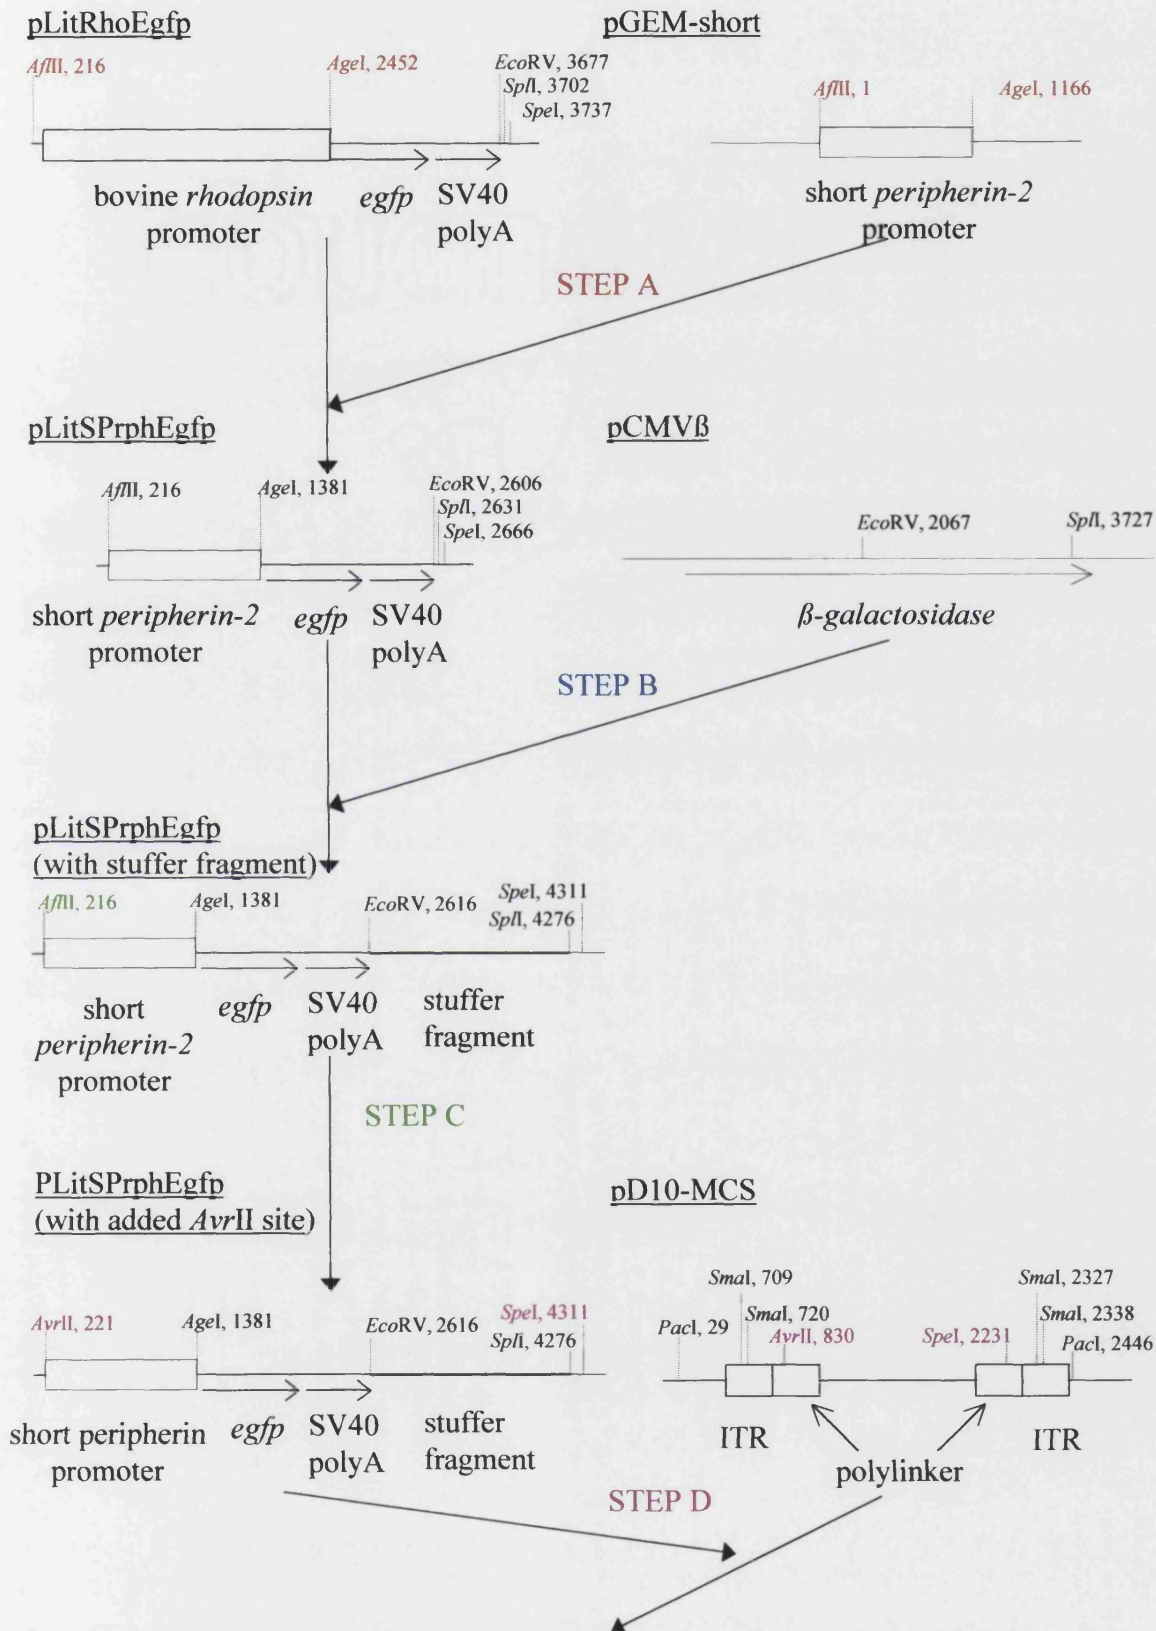 pLitRhoEgfp
pGEM-short
AflIII, 216
AgeI, 2452
EcoRV, 3677
SplI, 3702
SpeI, 3737
AflIII, 1
AgeI, 1166
bovine rhodopsin
promoter
egfp
SV40
polyA
short peripherin-2
promoter
STEP A
pLitSPrphEgfp
pCMVß
AflIII, 216
AgeI, 1381
EcoRV, 2606
SplI, 2631
SpeI, 2666
EcoRV, 2067
SplI, 3727
short peripherin-2
promoter
egfp
SV40
polyA
ß-galactosidase
STEP B
pLitSPrphEgfp
(with stuffer fragment)
AflIII, 216
AgeI, 1381
EcoRV, 2616
SpeI, 4311
SplI, 4276
short
peripherin-2
promoter
egfp
SV40
polyA
stuffer
fragment
STEP C
PLitSPrphEgfp
(with added AvrII site)
pD10-MCS
AvrII, 221
AgeI, 1381
EcoRV, 2616
SpeI, 4311
SplI, 4276
SmaI, 709
SmaI, 720
PacI, 29
AvrII, 830
SmaI, 2327
SmaI, 2338
SpeI, 2231
PacI, 2446
short peripherin
promoter
egfp
SV40
polyA
stuffer
fragment
ITR
ITR
polylinker
STEP D